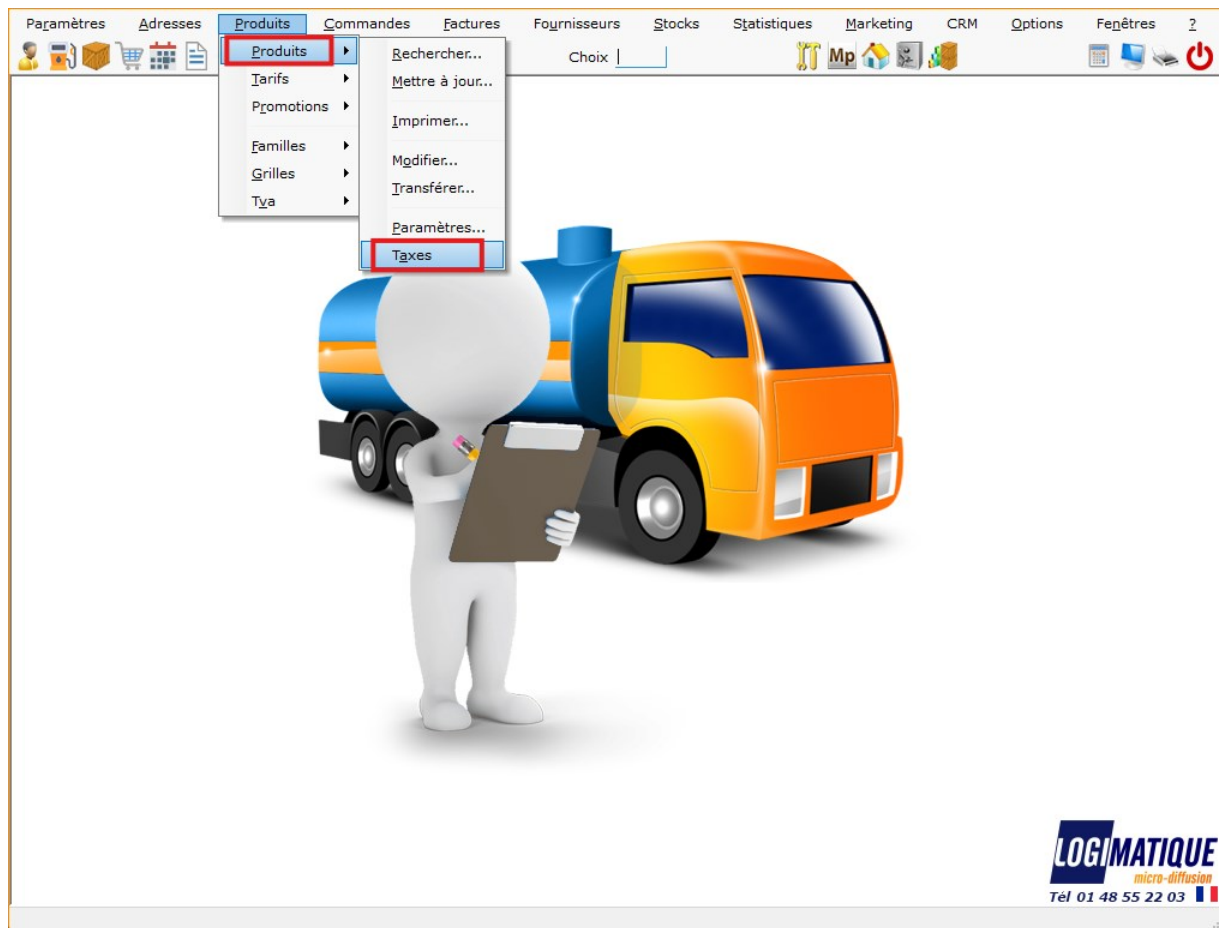 Paramètres Adresses Produits Commandes Factures Fournisseurs Stocks Statistiques Marketing CRM Options Fenêtres ?
Choix
Mp
Produits
Tarifs
Promotions
Familles
Grilles
Tva
Rechercher...
Mettre à jour...
Imprimer...
Modifier...
Transférer...
Paramètres...
Taxes
LOGIMATIQUE
micro-diffusion
Tél 01 48 55 22 03